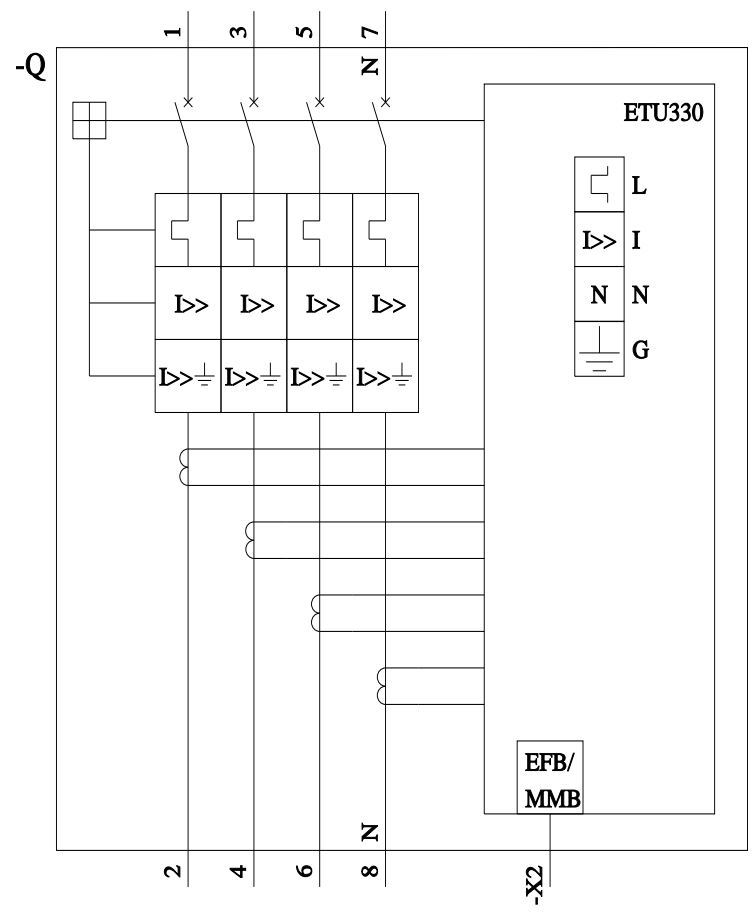 1 3 5 7
-Q
N
ETU330
L
I>> I
N N
G
I>> I>> I>> I>>
I>> I>> I>> I>>
EFB/
MMB
N
2 4 6 8
-X2